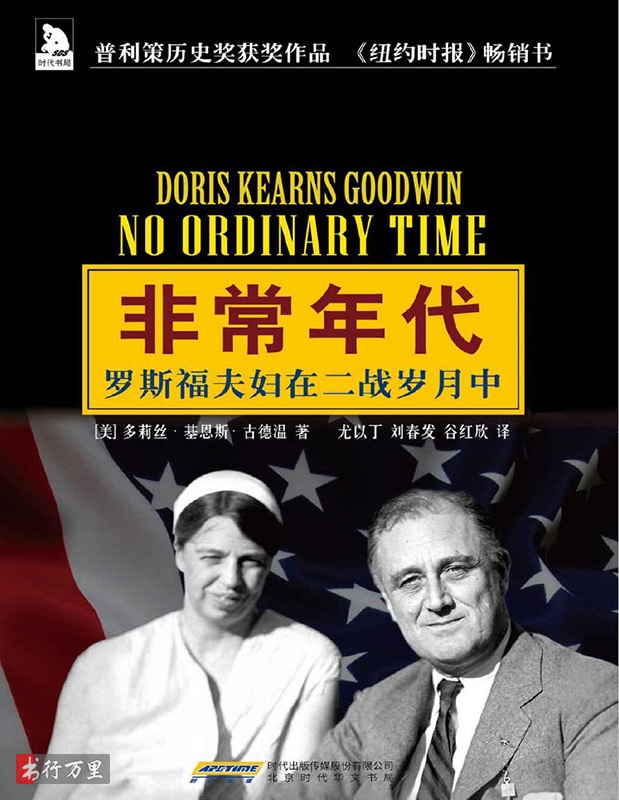 SDS
时代书局
普利策历史奖获奖作品 《纽约时报》畅销书
DORIS KEARNS GOODWIN
NO ORDINARY TIME
非常年代
罗斯福夫妇在二战岁月中
[美]多莉丝·基恩斯·古德温 著 尤以丁 刘春发 谷红欣 译
书行万里
ARCTIME
时代出版传媒股份有限公司
北京时代华文书局